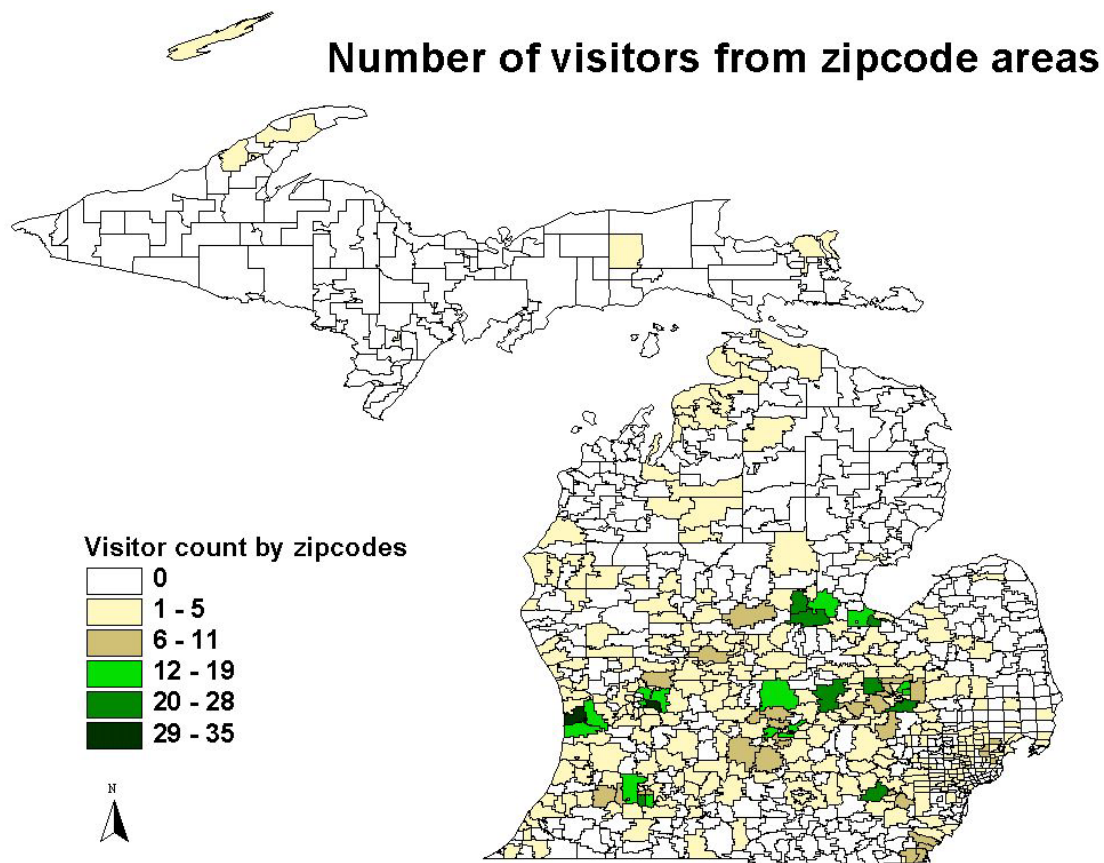 Number of visitors from zipcode areas
Visitor count by zipcodes
0
1 - 5
6 - 11
12 - 19
20 - 28
29 - 35
N